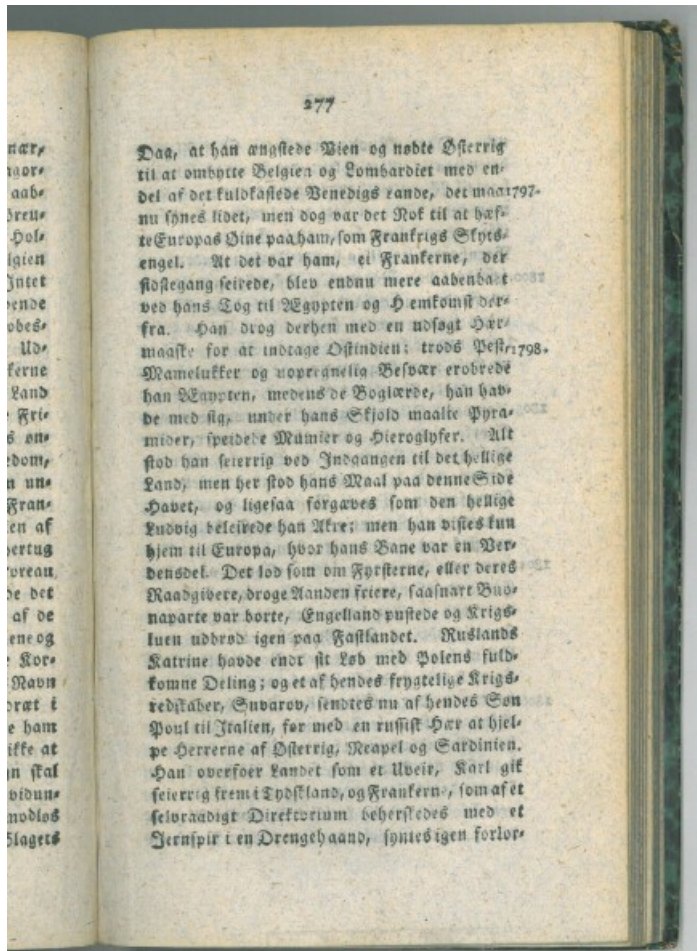 277
nær,
Daa, at han ængstede Wien og nødte Østerrig
til at ombytte Belgien og Lombardiet med en
del af det kuldkastede Venedigs Lande, det maa 1797.
nu synes lidet, men dog var det Nok til at hæf-
te Europas Øine paa ham, som Frankrigs Skyts-
engel. At det var ham, ei Frankerne, der
stolegang seirede, blev endnu mere aabenbart
ved hans Tog til Ægypten og Hjemkomst der-
fra. Han drog derhen med en udsøgt Hær
maaske for at indtage Ostindien; trods Pest, 1798.
Mamelukker og uopregnelig Besvær erobrede
han Ægypten, medens de Boglærde, han hav-
de med sig, under hans Skjold maalte Pyra-
mider, speidede Mumier og Hieroglyfer. Alt
stod han seierrig ved Indgangen til det hellige
Land, men her stod hans Maal paa denne Side
Havet, og ligesaa forgæves som den hellige
Ludvig beleirede han Akre; men han vistes kun
hjem til Europa, hvor hans Bane var en Ver-
densdel. Det lod som om Fyrsterne, eller deres
Raadgivere, droge Aanden friere, saasnart Buo-
naparte var borte, Engelland pustede og Krigs-
luen udbrød igen paa Fastlandet. Ruslands
Katrine havde endt sit Løb med Polens fuld-
komne Deling; og et af hendes frygtelige Krigs-
redskaber, Suvarov, sendtes nu af hendes Søn
Poul til Italien, før med en russisk Hær at hjel-
pe Herrerne af Østerrig, Neapel og Sardinien.
Han overfoer Landet som et Uveir, Karl gik
seierrig frem i Tydskland, og Frankern, som af et
selvraadigt Direktorium beherskedes med et
Jernspir i en Drengehaand, syntes igen forlor-